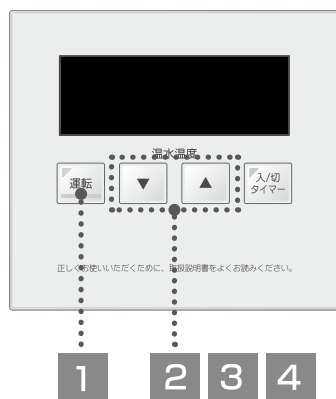 温水温度
運転 ▼ ▲ 入/切
タイマー
正しくお使いいただくために、取扱説明書をよくお読みください。
1 2 3 4